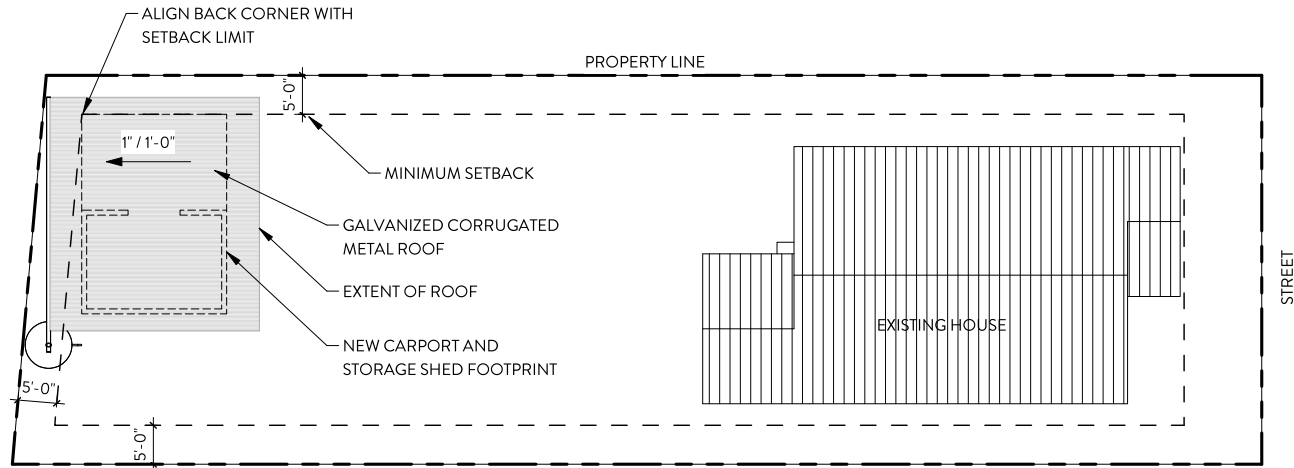 ALIGN BACK CORNER WITH
SETBACK LIMIT
PROPERTY LINE
5'-0"
1" / 1'-0"
MINIMUM SETBACK
GALVANIZED CORRUGATED
METAL ROOF
EXTENT OF ROOF
STREET
EXISTING HOUSE
NEW CARPORT AND
STORAGE SHED FOOTPRINT
5'-0"
5'-0"